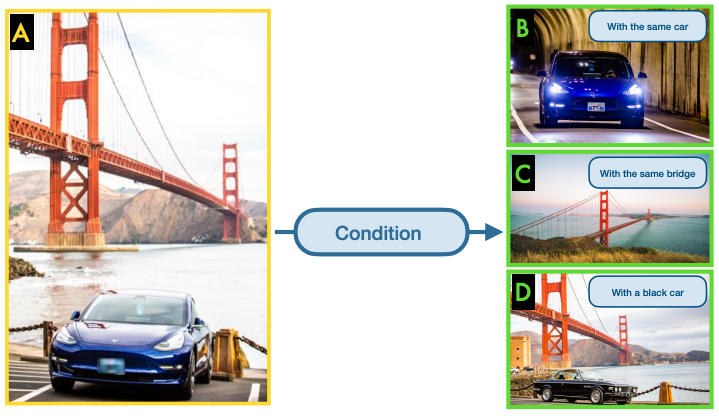 A
Condition
B
With the same car
C
With the same bridge
D
With a black car